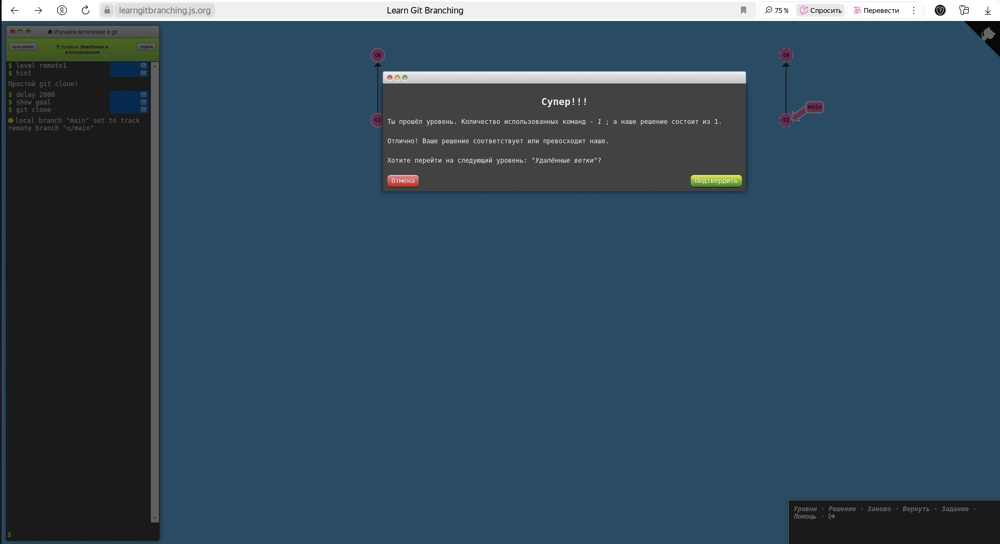 learngitbranching.js.org
Learn Git Branching
75 %
Спросить
Перевести
Изучаем ветвление в git
Цель уровня
Уровень Введение в
клонирование
Задача
$ level remote1
$ hint
Простой git clone!
$ delay 2000
$ show goal
$ git clone
local branch "main" set to track
remote branch "o/main"
$
C0
C1
C0
main
C1
Супер!!!
Ты прошёл уровень. Количество использованных команд - 1 ; а наше решение состоит из 1.
Отлично! Ваше решение соответствует или превосходит наше.
Хотите перейти на следующий уровень: "Удалённые ветки"?
Отмена
Подтвердить
Уровни · Решение · Заново · Вернуть · Задание ·
Помощь ·